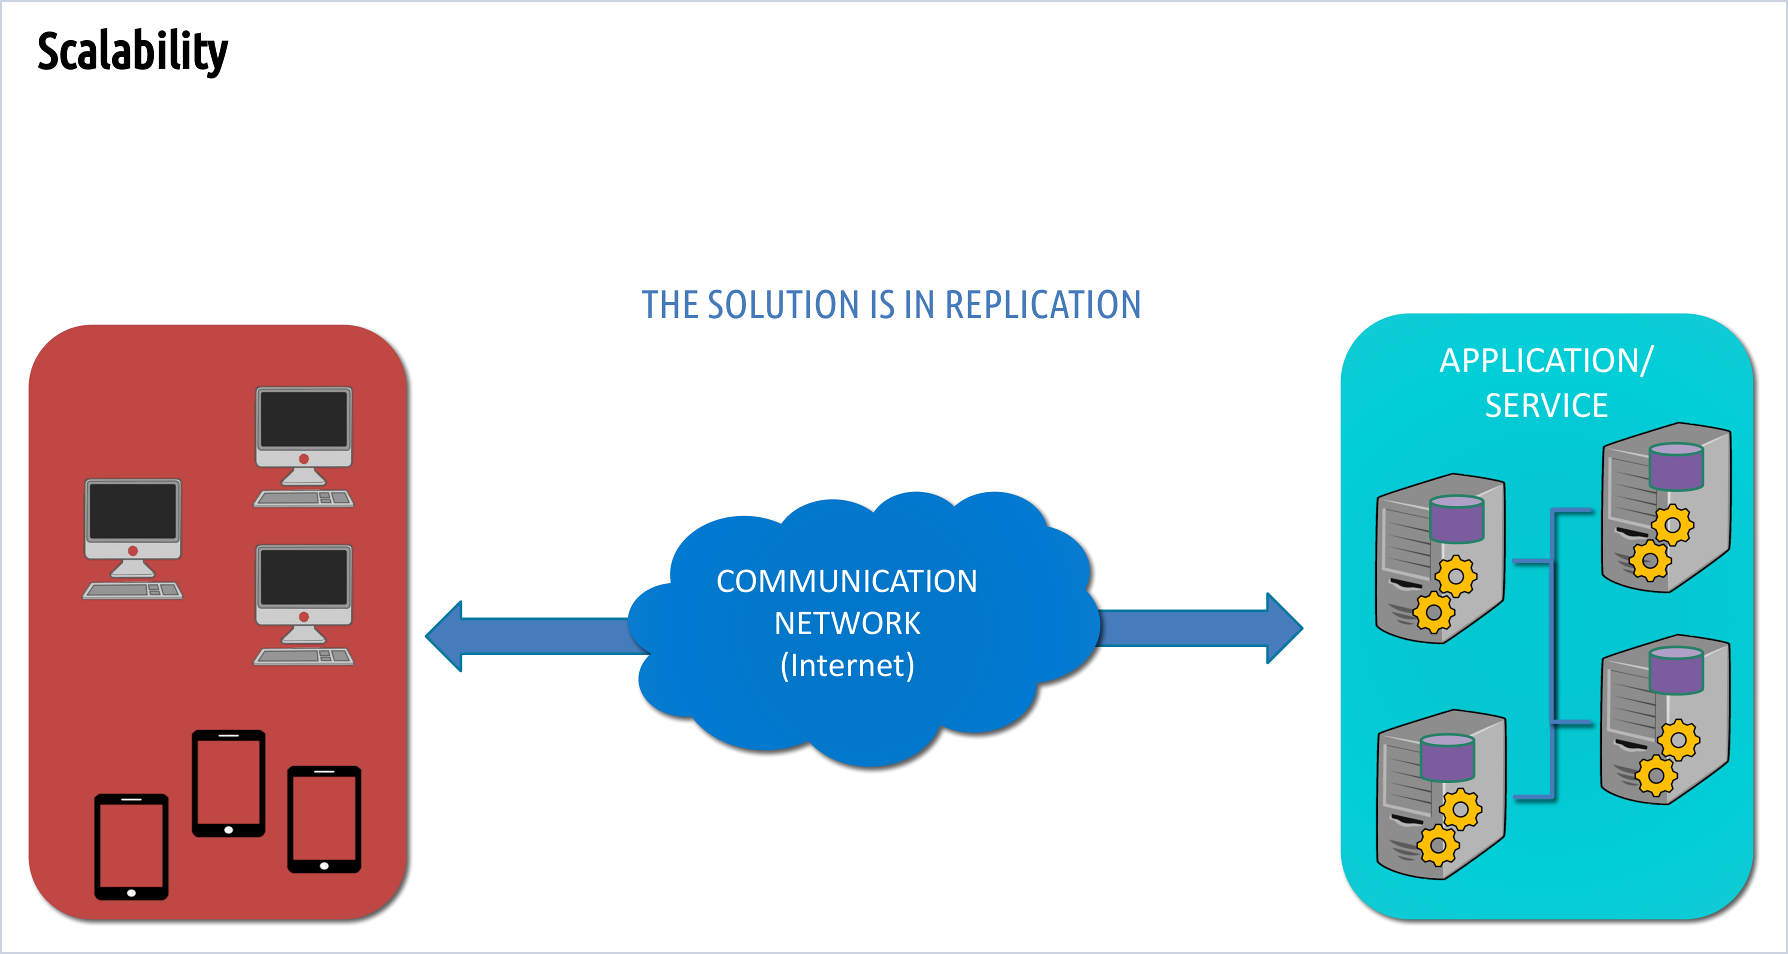 Scalability
THE SOLUTION IS IN REPLICATION
APPLICATION/
SERVICE
COMMUNICATION
NETWORK
(Internet)